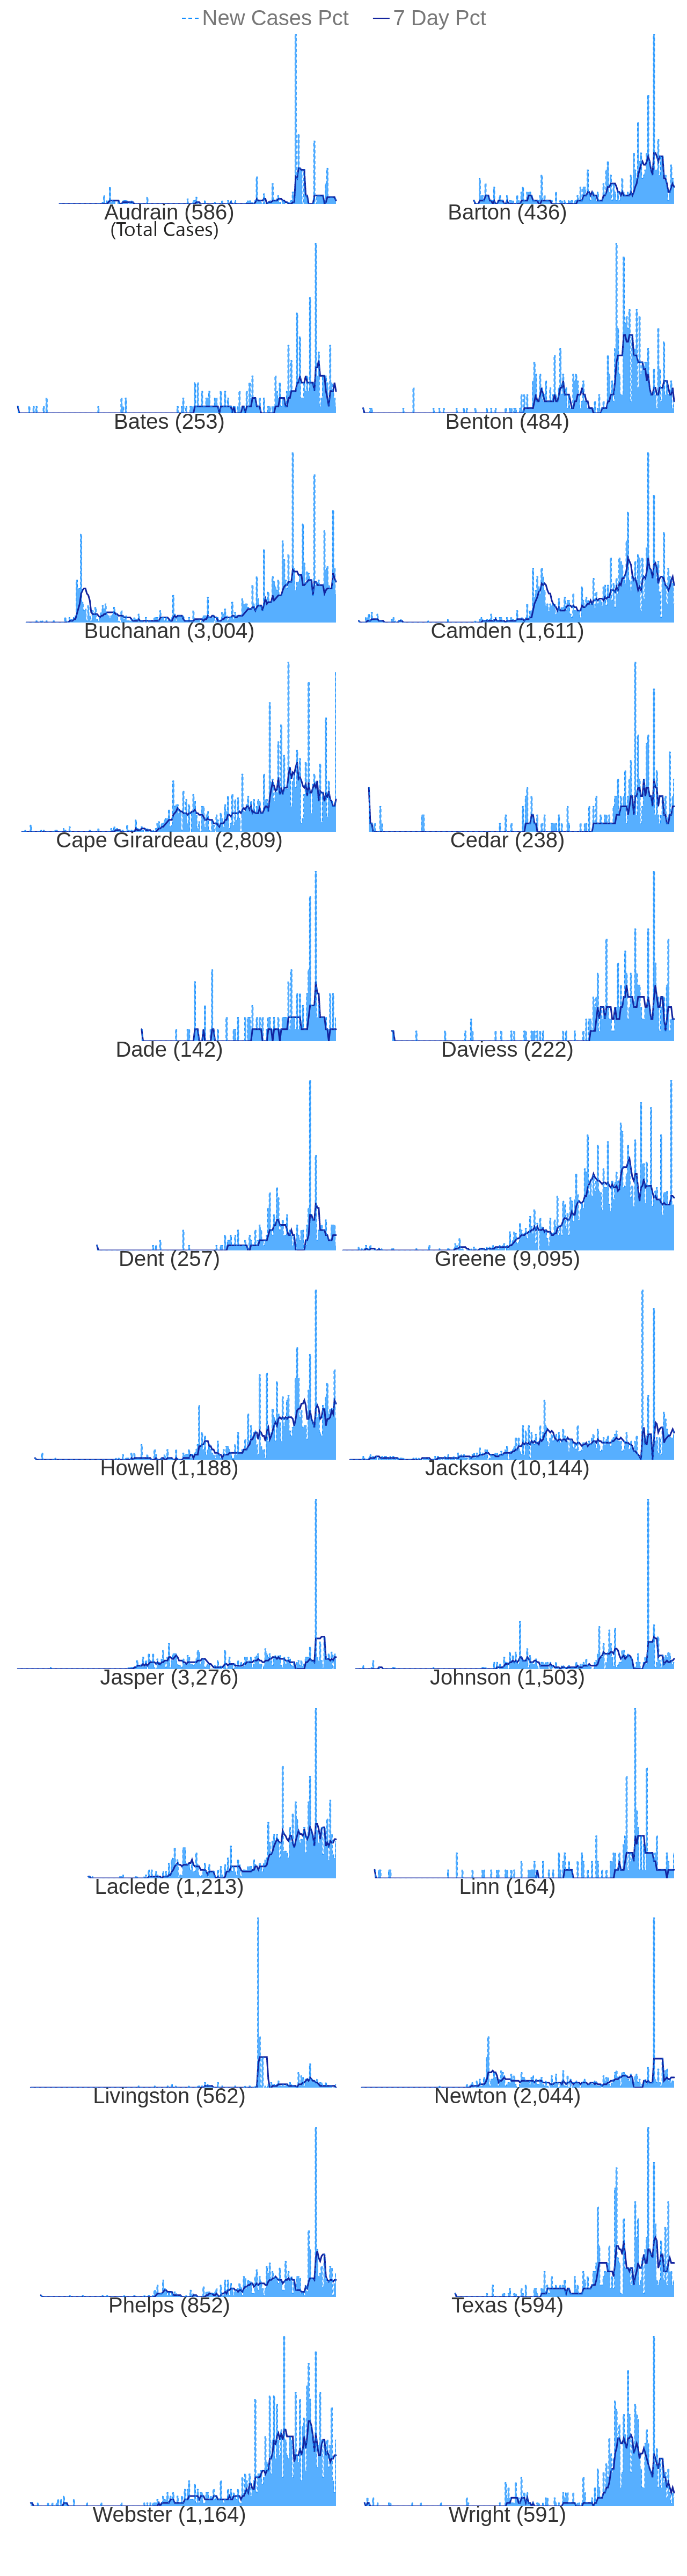 New Cases Pct 7 Day Pct
Audrain (586) Barton (436)
(Total Cases)
Bates (253) Benton (484)
Buchanan (3,004) Camden (1,611)
Cape Girardeau (2,809) Cedar (238)
Dade (142) Daviess (222)
Dent (257) Greene (9,095)
Howell (1,188) Jackson (10,144)
Jasper (3,276) Johnson (1,503)
Laclede (1,213) Linn (164)
Livingston (562) Newton (2,044)
Phelps (852) Texas (594)
Webster (1,164) Wright (591)